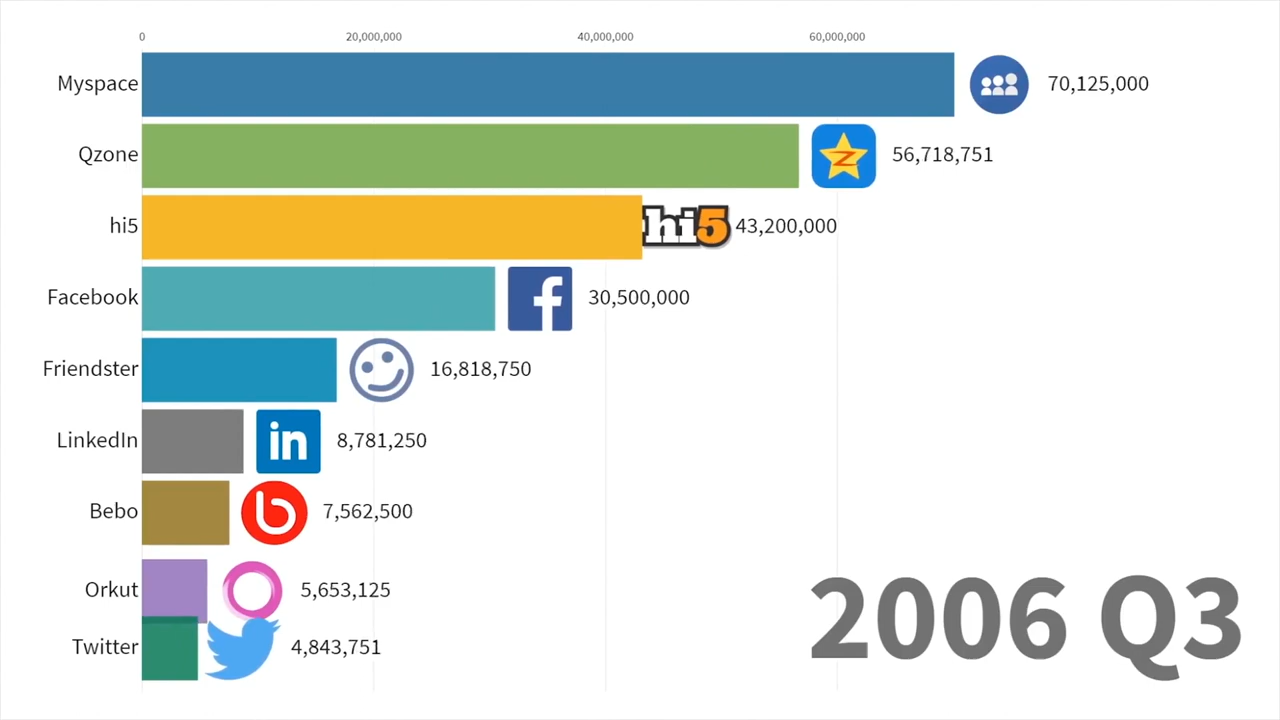 0 20,000,000 40,000,000 60,000,000
Myspace 70,125,000
Qzone Z 56,718,751
hi5 hi5 43,200,000
Facebook f 30,500,000
Friendster 16,818,750
LinkedIn in 8,781,250
Bebo b 7,562,500
Orkut 5,653,125
Twitter 4,843,751
2006 Q3